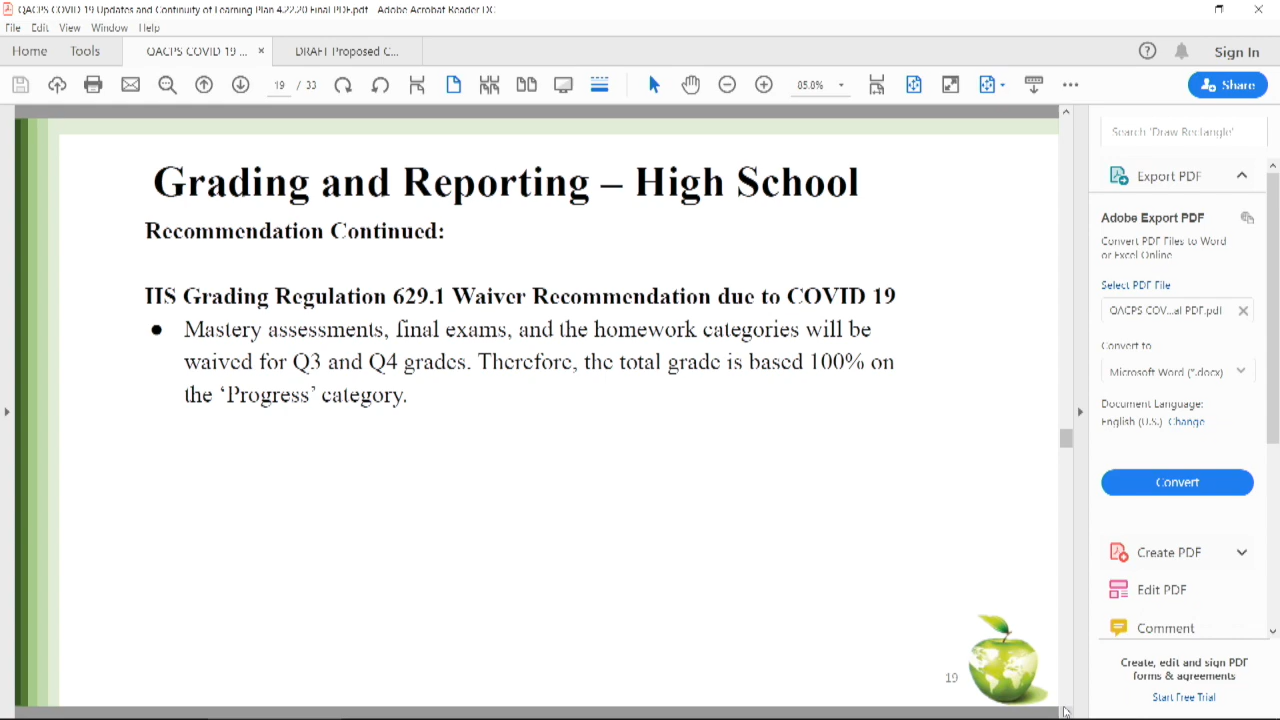 QACPS COVID 19 Updates and Continuity of Learning Plan 4.22.20 Final PDF.pdf - Adobe Acrobat Reader DC
File Edit View Window Help
Home Tools QACPS COVID 19 ... × DRAFT Proposed C... Sign In
19 / 33 85.8% Share
Grading and Reporting – High School
Recommendation Continued:
IIS Grading Regulation 629.1 Waiver Recommendation due to COVID 19
● Mastery assessments, final exams, and the homework categories will be
waived for Q3 and Q4 grades. Therefore, the total grade is based 100% on
the ‘Progress’ category.
19
Search 'Draw Rectangle'
Export PDF
Adobe Export PDF
Convert PDF Files to Word
or Excel Online
Select PDF File
QACPS COV...al PDF.pdf
Convert to
Microsoft Word (*.docx)
Document Language:
English (U.S.) Change
Convert
Create PDF
Edit PDF
Comment
Create, edit and sign PDF
forms & agreements
Start Free Trial